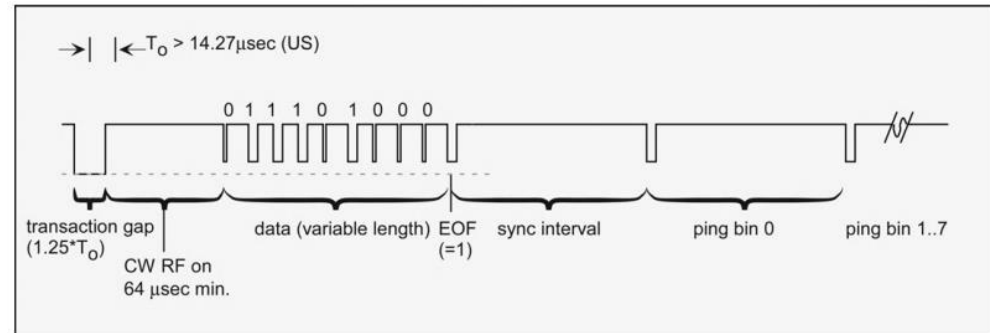 T₀ > 14.27μsec (US)
0 1 1 1 0 1 0 0 0
transaction gap
(1.25*T₀)
CW RF on
64 μsec min.
data (variable length)
EOF
(=1)
sync interval
ping bin 0
ping bin 1..7